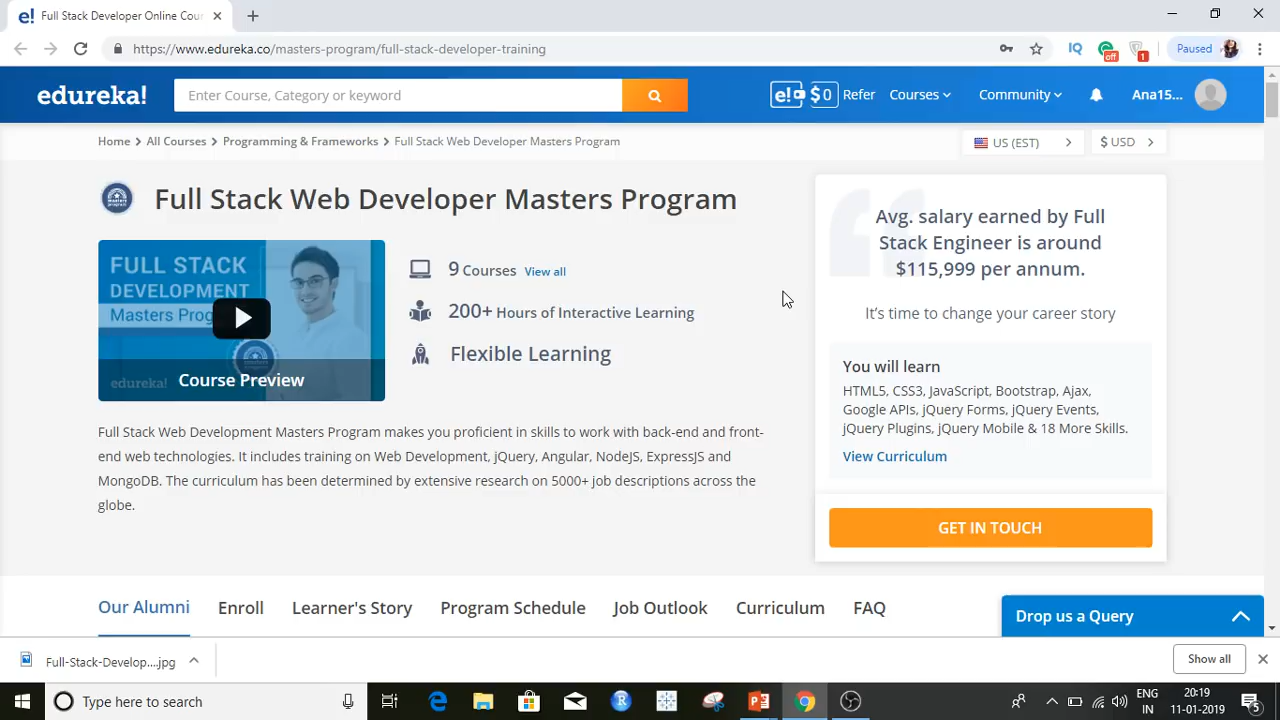 Full Stack Developer Online Cou
https://www.edureka.co/masters-program/full-stack-developer-training
IQ
off
1
Paused
edureka!
Enter Course, Category or keyword
e!
$0
Refer
Courses
Community
Ana15...
Home > All Courses > Programming & Frameworks > Full Stack Web Developer Masters Program
US (EST)
$ USD
Full Stack Web Developer Masters Program
FULL STACK
DEVELOPMENT
Masters Prog
edureka!
Course Preview
9 Courses View all
200+ Hours of Interactive Learning
Flexible Learning
Avg. salary earned by Full
Stack Engineer is around
$115,999 per annum.
It's time to change your career story
You will learn
HTML5, CSS3, JavaScript, Bootstrap, Ajax,
Google APIs, jQuery Forms, jQuery Events,
jQuery Plugins, jQuery Mobile & 18 More Skills.
View Curriculum
GET IN TOUCH
Full Stack Web Development Masters Program makes you proficient in skills to work with back-end and front-
end web technologies. It includes training on Web Development, jQuery, Angular, NodeJS, ExpressJS and
MongoDB. The curriculum has been determined by extensive research on 5000+ job descriptions across the
globe.
Our Alumni
Enroll
Learner's Story
Program Schedule
Job Outlook
Curriculum
FAQ
Drop us a Query
Full-Stack-Develop....jpg
Show all
Type here to search
ENG
IN
20:19
11-01-2019
5